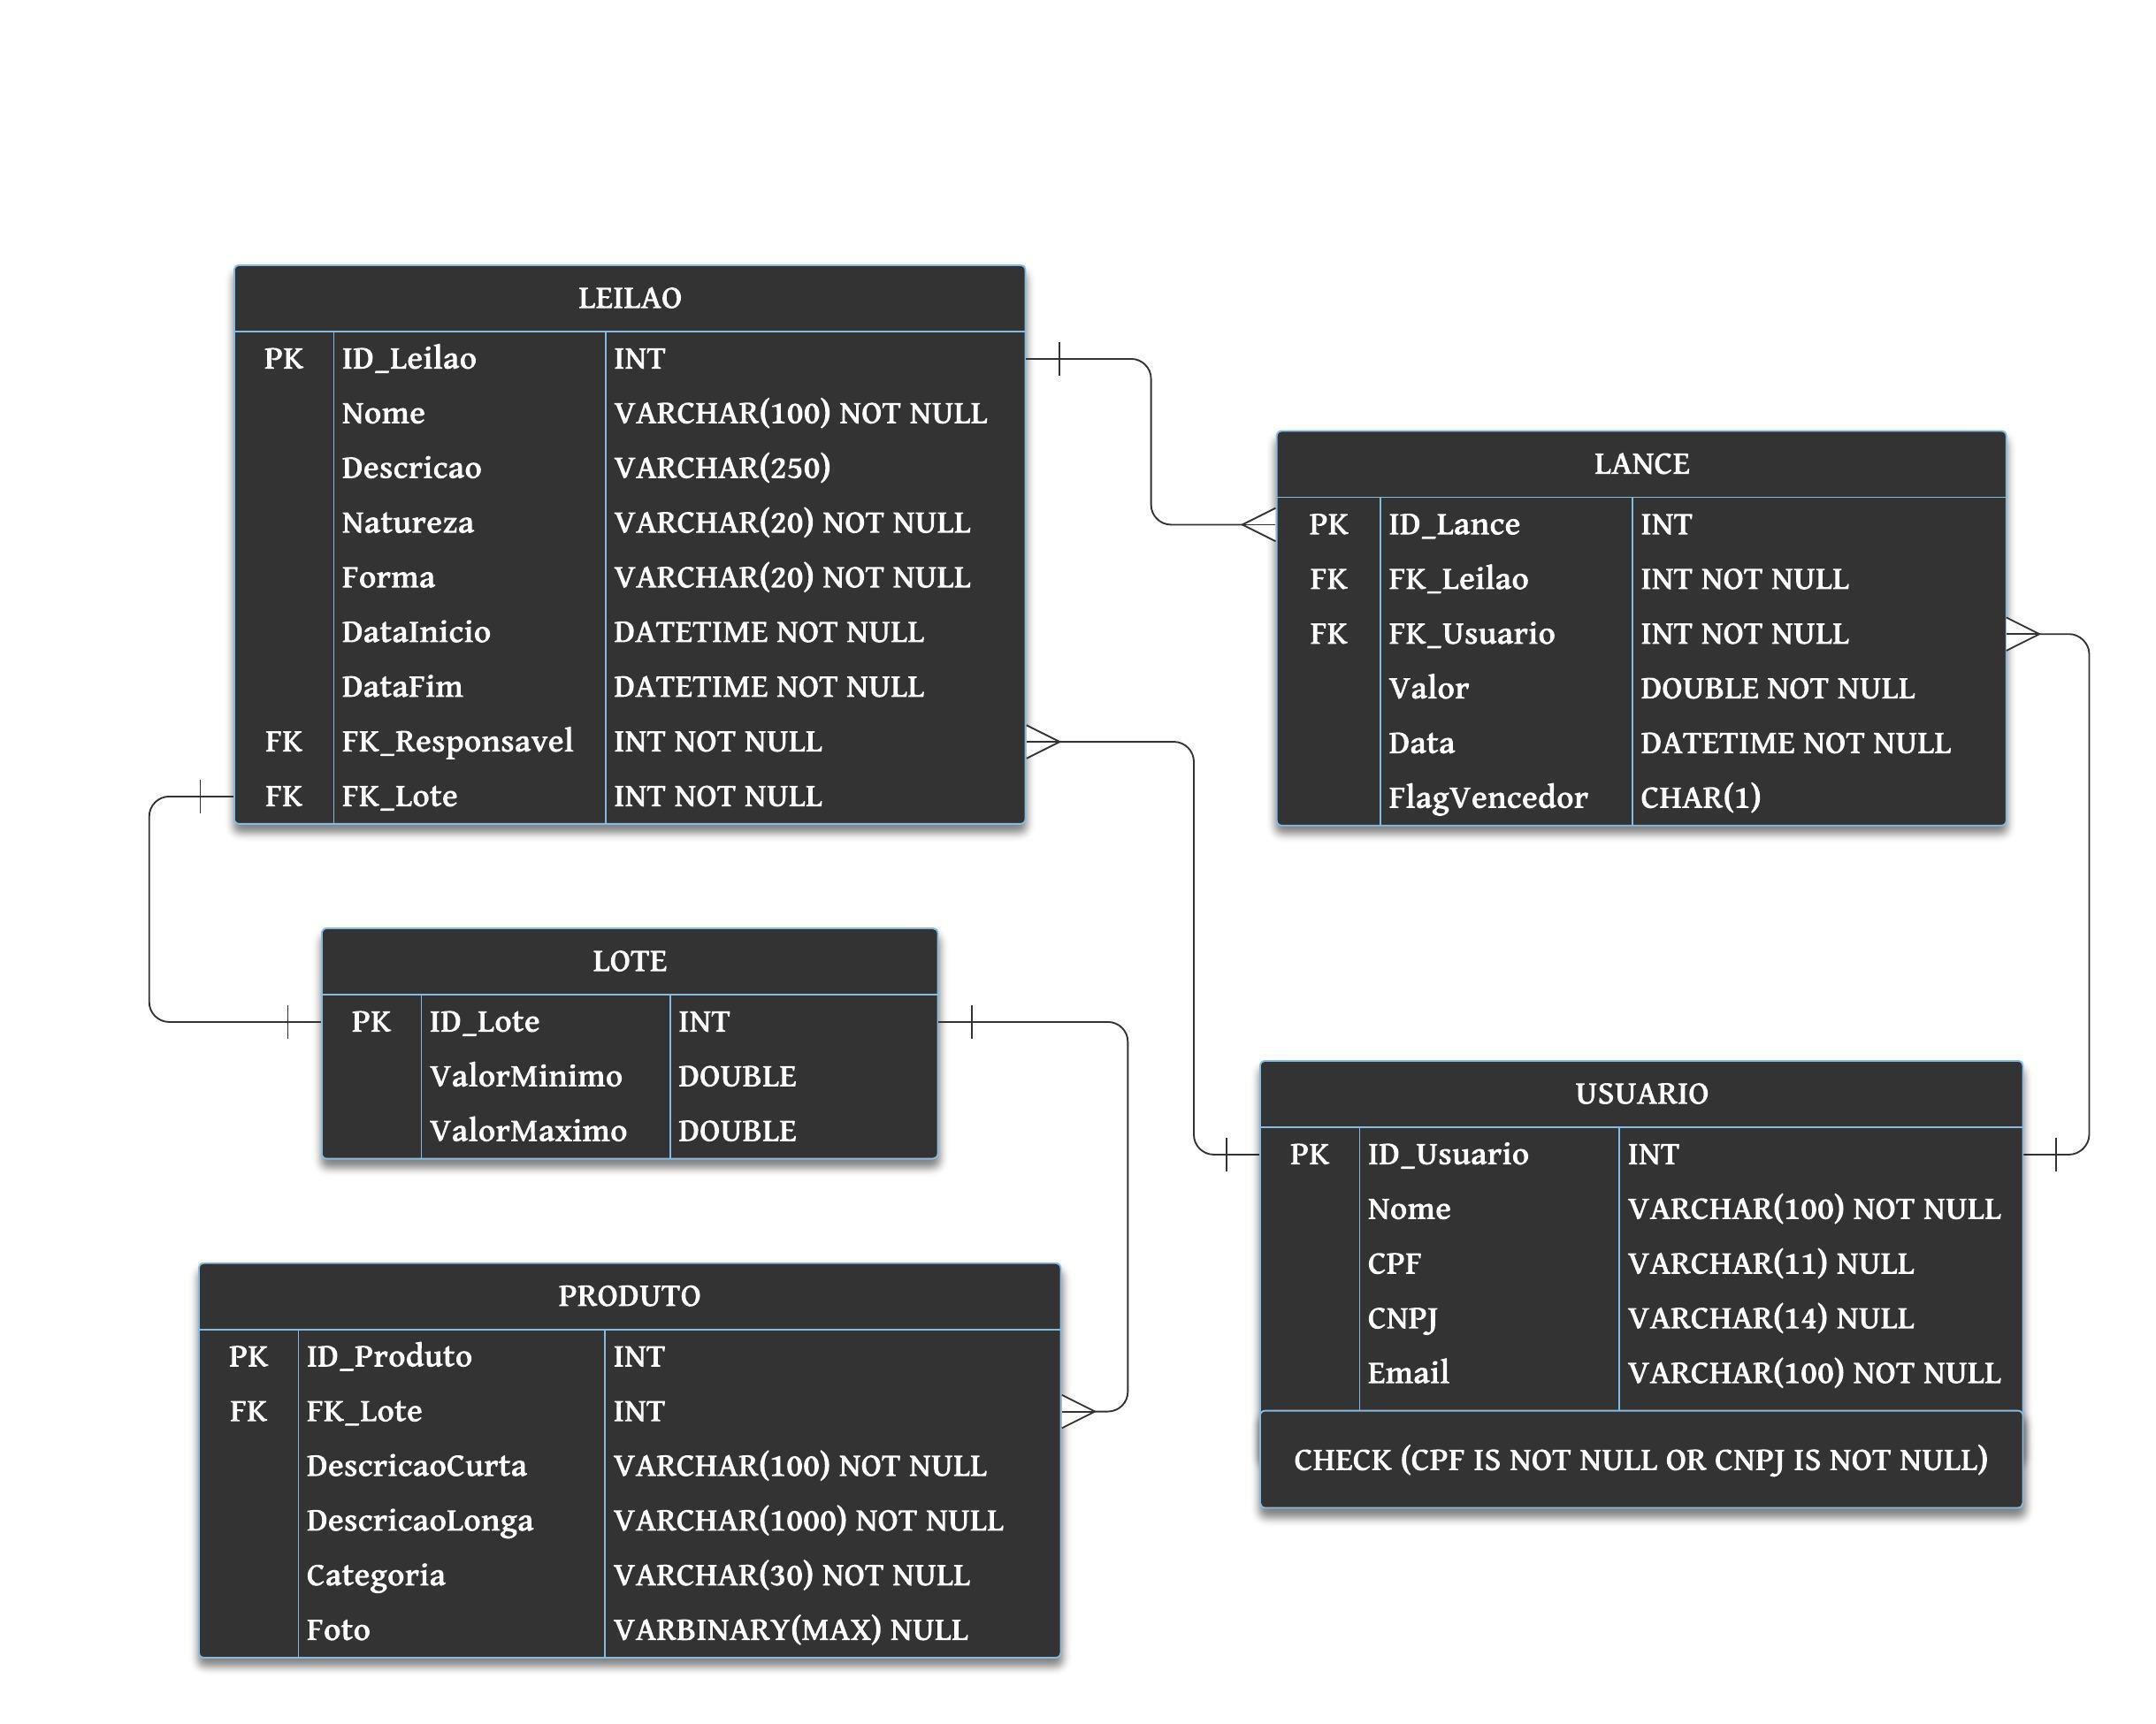 LEILAO
PK ID_Leilao INT
Nome VARCHAR(100) NOT NULL
Descricao VARCHAR(250)
Natureza VARCHAR(20) NOT NULL
Forma VARCHAR(20) NOT NULL
DataInicio DATETIME NOT NULL
DataFim DATETIME NOT NULL
FK FK_Responsavel INT NOT NULL
FK FK_Lote INT NOT NULL
LANCE
PK ID_Lance INT
FK FK_Leilao INT NOT NULL
FK FK_Usuario INT NOT NULL
Valor DOUBLE NOT NULL
Data DATETIME NOT NULL
FlagVencedor CHAR(1)
LOTE
PK ID_Lote INT
ValorMinimo DOUBLE
ValorMaximo DOUBLE
USUARIO
PK ID_Usuario INT
Nome VARCHAR(100) NOT NULL
CPF VARCHAR(11) NULL
CNPJ VARCHAR(14) NULL
Email VARCHAR(100) NOT NULL
CHECK (CPF IS NOT NULL OR CNPJ IS NOT NULL)
PRODUTO
PK ID_Produto INT
FK FK_Lote INT
DescricaoCurta VARCHAR(100) NOT NULL
DescricaoLonga VARCHAR(1000) NOT NULL
Categoria VARCHAR(30) NOT NULL
Foto VARBINARY(MAX) NULL